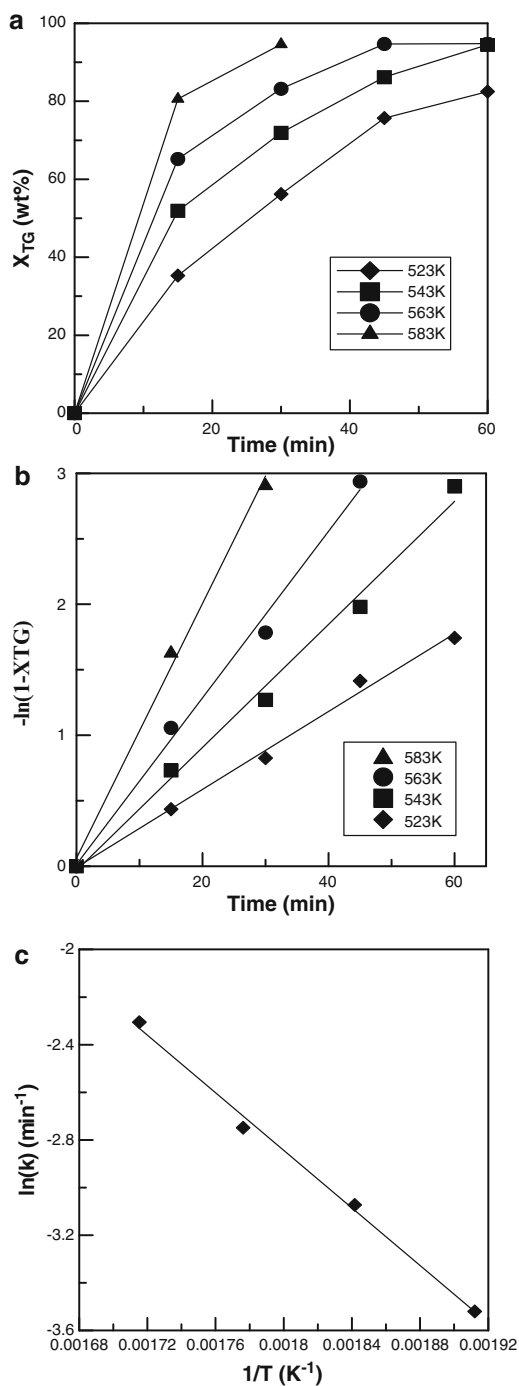 a
100
80
60
40
20
0
X_TG (wt%)
523K
543K
563K
583K
0 20 40 60
Time (min)
b
3
2
1
0
-ln(1-XTG)
583K
563K
543K
523K
0 20 40 60
Time (min)
c
-2
-2.4
-2.8
-3.2
-3.6
ln(k) (min⁻¹)
0.00168 0.00172 0.00176 0.0018 0.00184 0.00188 0.00192
1/T (K⁻¹)